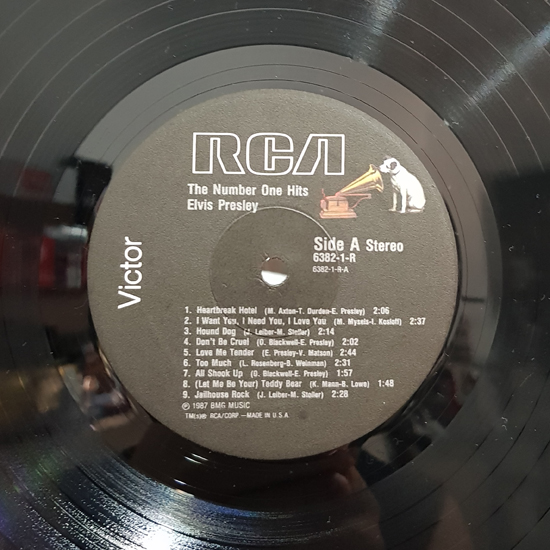 RCA
The Number One Hits
Elvis Presley
Victor
Side A Stereo
6382-1-R
6382-1-R-A
1. Heartbreak Hotel (M. Axton-T. Durden-E. Presley) 2:06
2. I Want You, I Need You, I Love You (M. Mysels-I. Kosloff) 2:37
3. Hound Dog (J. Leiber-M. Stoller) 2:14
4. Don't Be Cruel (O. Blackwell-E. Presley) 2:02
5. Love Me Tender (E. Presley-V. Matson) 2:44
6. Too Much (L. Rosenberg-B. Weinman) 2:31
7. All Shook Up (O. Blackwell-E. Presley) 1:57
8. (Let Me Be Your) Teddy Bear (K. Mann-B. Lowe) 1:48
9. Jailhouse Rock (J. Leiber-M. Stoller) 2:28
℗ 1987 BMG MUSIC
TM(s)® RCA/CORP —MADE IN U.S.A